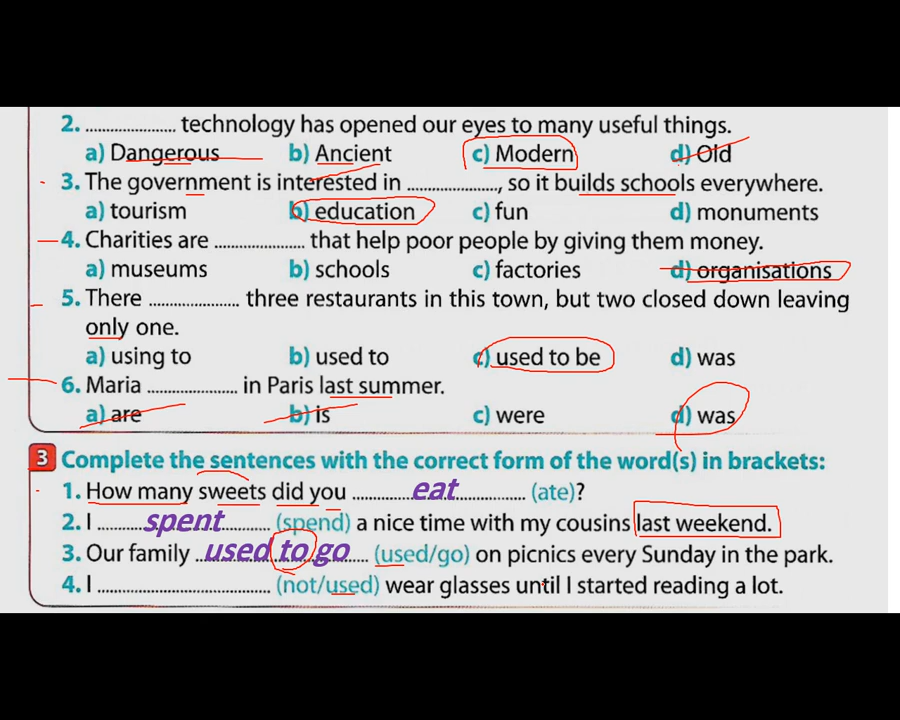 2. ...................... technology has opened our eyes to many useful things.
a) Dangerous b) Ancient c) Modern d) Old
3. The government is interested in ......................, so it builds schools everywhere.
a) tourism b) education c) fun d) monuments
4. Charities are ...................... that help poor people by giving them money.
a) museums b) schools c) factories d) organisations
5. There ...................... three restaurants in this town, but two closed down leaving
only one.
a) using to b) used to c) used to be d) was
6. Maria ...................... in Paris last summer.
a) are b) is c) were d) was
3 Complete the sentences with the correct form of the word(s) in brackets:
1. How many sweets did you ..............eat................ (ate)?
2. I ...........spent........... (spend) a nice time with my cousins last weekend.
3. Our family ..used to go..... (used/go) on picnics every Sunday in the park.
4. I .......................................... (not/used) wear glasses until I started reading a lot.